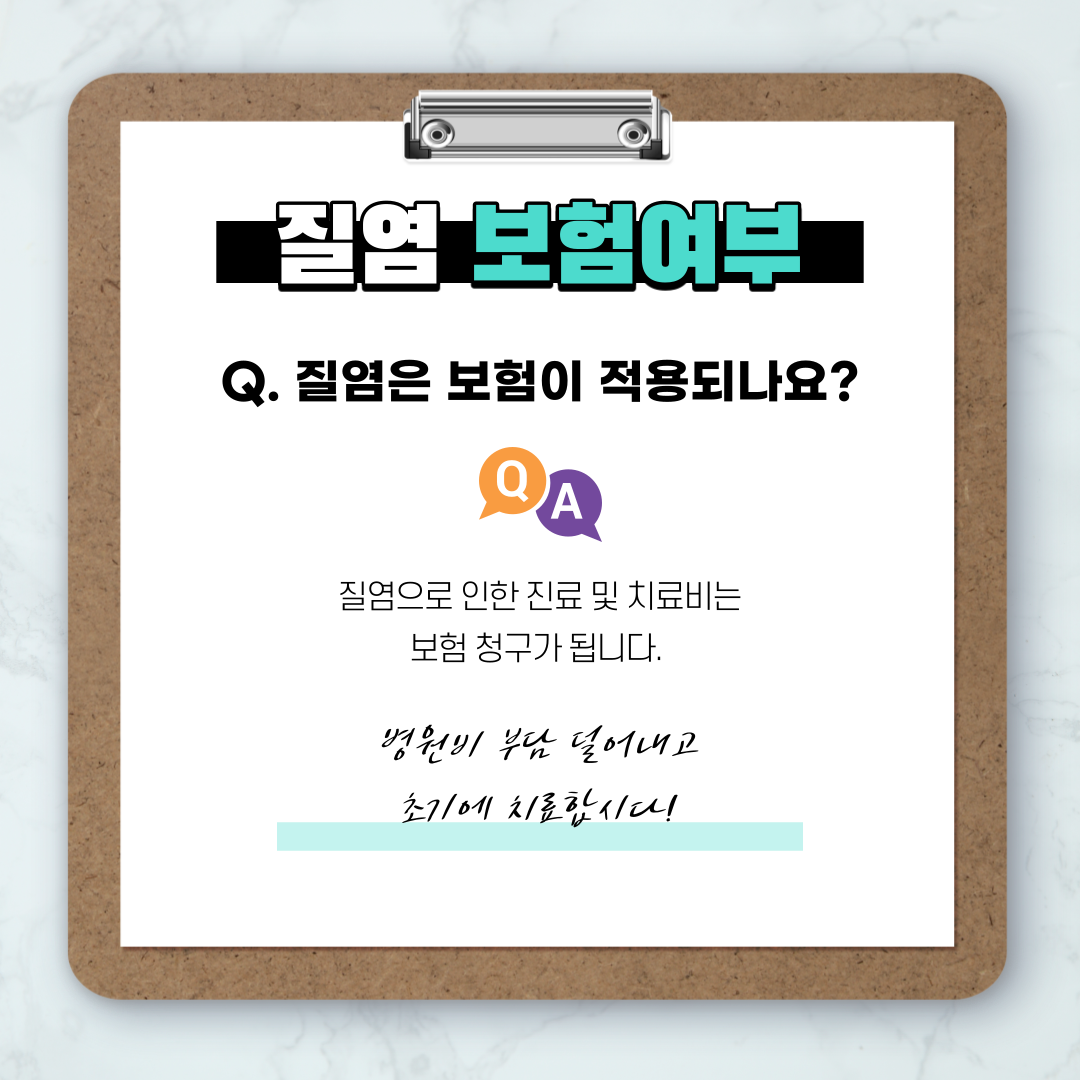 질염 보험여부
Q. 질염은 보험이 적용되나요?
Q A
질염으로 인한 진료 및 치료비는
보험 청구가 됩니다.
병원비 부담 덜어내고
초기에 치료합시다!